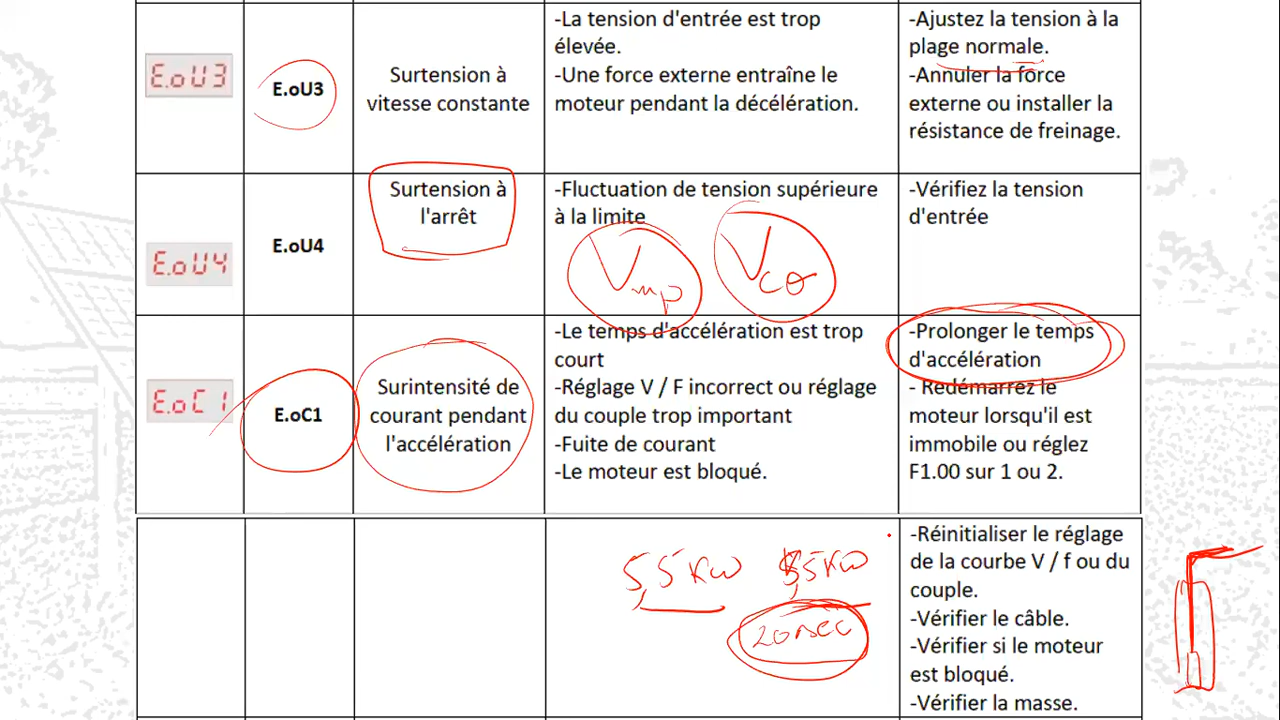 E.oU3
E.oU3
Surtension à
vitesse constante
-La tension d'entrée est trop
élevée.
-Une force externe entraîne le
moteur pendant la décélération.
-Ajustez la tension à la
plage normale.
-Annuler la force
externe ou installer la
résistance de freinage.
E.oU4
E.oU4
Surtension à
l'arrêt
-Fluctuation de tension supérieure
à la limite
Vmp
Vco
-Vérifiez la tension
d'entrée
E.oC1
E.oC1
Surintensité de
courant pendant
l'accélération
-Le temps d'accélération est trop
court
-Réglage V / F incorrect ou réglage
du couple trop important
-Fuite de courant
-Le moteur est bloqué.
-Prolonger le temps
d'accélération
- Redémarrez le
moteur lorsqu'il est
immobile ou réglez
F1.00 sur 1 ou 2.
5,5KW
5,5KW
20 sec
-Réinitialiser le réglage
de la courbe V / f ou du
couple.
-Vérifier le câble.
-Vérifier si le moteur
est bloqué.
-Vérifier la masse.